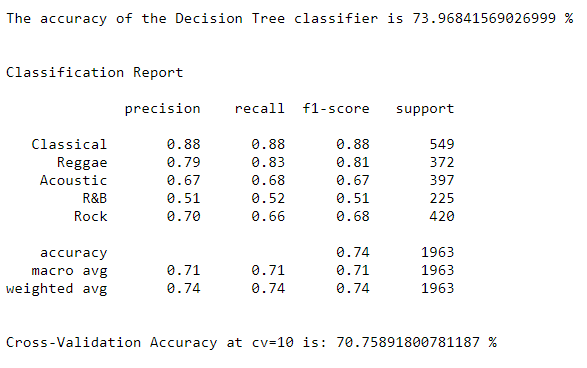 The accuracy of the Decision Tree classifier is 73.96841569026999 %
Classification Report
precision recall f1-score support
Classical 0.88 0.88 0.88 549
Reggae 0.79 0.83 0.81 372
Acoustic 0.67 0.68 0.67 397
R&B 0.51 0.52 0.51 225
Rock 0.70 0.66 0.68 420
accuracy 0.74 1963
macro avg 0.71 0.71 0.71 1963
weighted avg 0.74 0.74 0.74 1963
Cross-Validation Accuracy at cv=10 is: 70.75891800781187 %